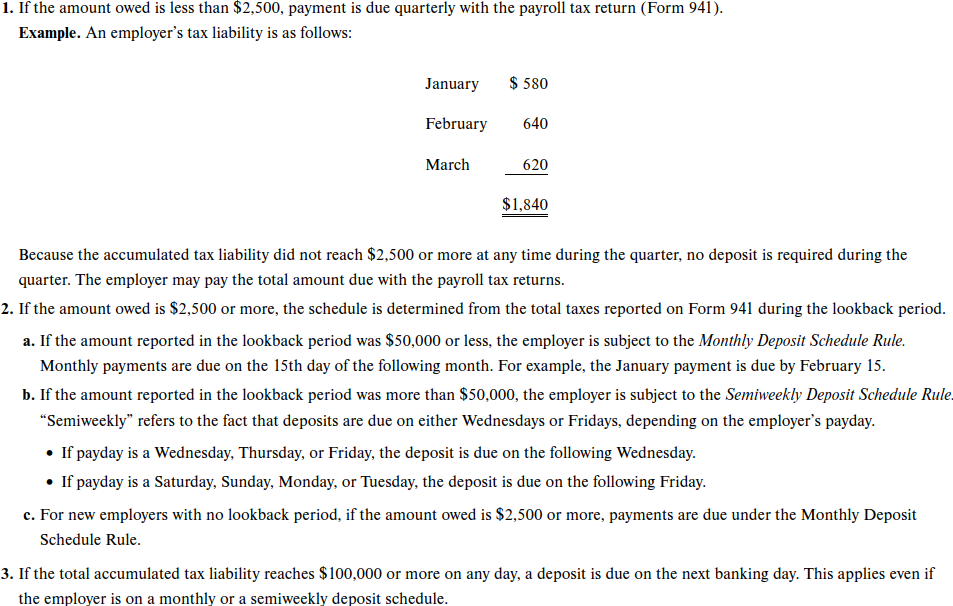 1. If the amount owed is less than $2,500, payment is due quarterly with the payroll tax return (Form 941).
Example. An employer’s tax liability is as follows:
January $ 580
February 640
March 620
$1,840
Because the accumulated tax liability did not reach $2,500 or more at any time during the quarter, no deposit is required during the
quarter. The employer may pay the total amount due with the payroll tax returns.
2. If the amount owed is $2,500 or more, the schedule is determined from the total taxes reported on Form 941 during the lookback period.
a. If the amount reported in the lookback period was $50,000 or less, the employer is subject to the Monthly Deposit Schedule Rule.
Monthly payments are due on the 15th day of the following month. For example, the January payment is due by February 15.
b. If the amount reported in the lookback period was more than $50,000, the employer is subject to the Semiweekly Deposit Schedule Rule.
“Semiweekly” refers to the fact that deposits are due on either Wednesdays or Fridays, depending on the employer’s payday.
• If payday is a Wednesday, Thursday, or Friday, the deposit is due on the following Wednesday.
• If payday is a Saturday, Sunday, Monday, or Tuesday, the deposit is due on the following Friday.
c. For new employers with no lookback period, if the amount owed is $2,500 or more, payments are due under the Monthly Deposit
Schedule Rule.
3. If the total accumulated tax liability reaches $100,000 or more on any day, a deposit is due on the next banking day. This applies even if
the employer is on a monthly or a semiweekly deposit schedule.